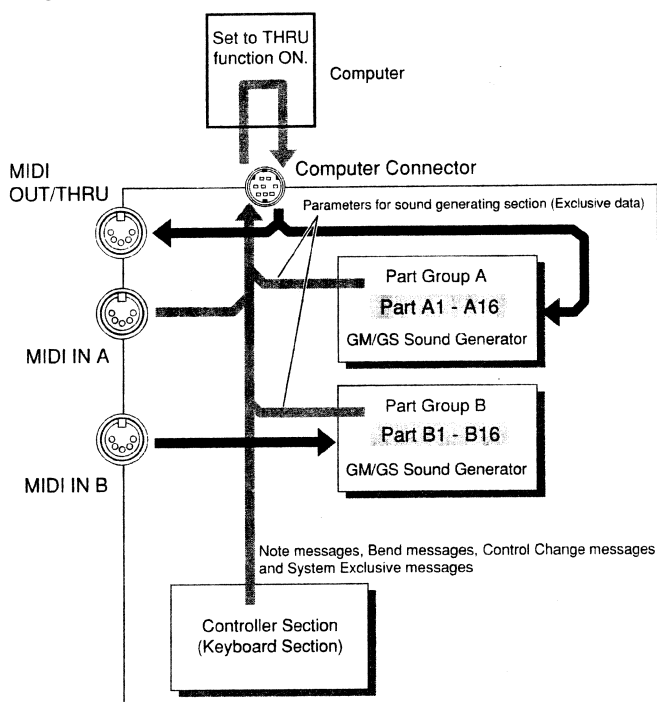 Set to THRU
function ON.
Computer
MIDI
OUT/THRU
Computer Connector
Parameters for sound generating section (Exclusive data)
Part Group A
Part A1 - A16
GM/GS Sound Generator
MIDI IN A
Part Group B
Part B1 - B16
GM/GS Sound Generator
MIDI IN B
Note messages, Bend messages, Control Change messages
and System Exclusive messages
Controller Section
(Keyboard Section)